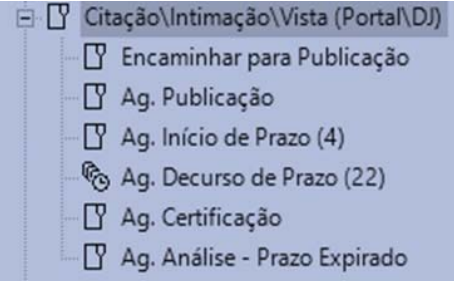 Citação\Intimação\Vista (Portal\DJ)
Encaminhar para Publicação
Ag. Publicação
Ag. Início de Prazo (4)
Ag. Decurso de Prazo (22)
Ag. Certificação
Ag. Análise - Prazo Expirado